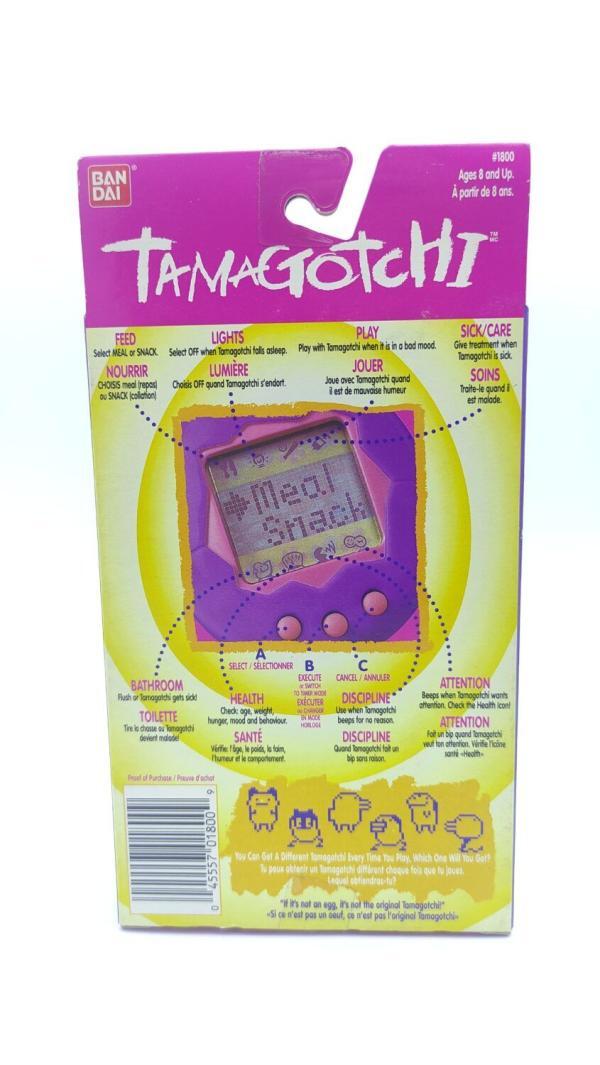 BAN
DAI
#1800
Ages 8 and Up.
À partir de 8 ans.
TAMAGOTCHI
TM
MC
FEED
Select MEAL or SNACK.
NOURRIR
CHOISIS meal (repas)
ou SNACK (collation)
LIGHTS
Select OFF when Tamagotchi falls asleep.
LUMIÈRE
Choisis OFF quand Tamagotchi s'endort.
PLAY
Play with Tamagotchi when it is in a bad mood.
JOUER
Joue avec Tamagotchi quand
il est de mauvaise humeur
SICK/CARE
Give treatment when
Tamagotchi is sick.
SOINS
Traite-le quand il
est malade.
Meal
Snack
A
SELECT / SÉLECTIONNER
B
EXECUTE
or SWITCH
TO TIMER MODE
EXÉCUTER
ou CHANGER
EN MODE
HORLOGE
C
CANCEL / ANNULER
BATHROOM
Flush or Tamagotchi gets sick!
TOILETTE
Tire la chasse ou Tamagotchi
devient malade!
HEALTH
Check: age, weight,
hunger, mood and behaviour.
SANTÉ
Vérifie: l'âge, le poids, la faim,
l'humeur et le comportement.
DISCIPLINE
Use when Tamagotchi
beeps for no reason.
DISCIPLINE
Quand Tamagotchi fait un
bip sans raison.
ATTENTION
Beeps when Tamagotchi wants
attention. Check the Health icon!
ATTENTION
Fait un bip quand Tamagotchi
veut ton attention. Vérifie l'icône
santé «Health»
Proof of Purchase / Preuve d'achat
0 45557 01800 9
You Can Get A Different Tamagotchi Every Time You Play, Which One Will You Get?
Tu peux obtenir un Tamagotchi différent chaque fois que tu joues.
Lequel obtiendras-tu?
"If it's not an egg, it's not the original Tamagotchi!"
«Si ce n'est pas un oeuf, ce n'est pas l'original Tamagotchi»